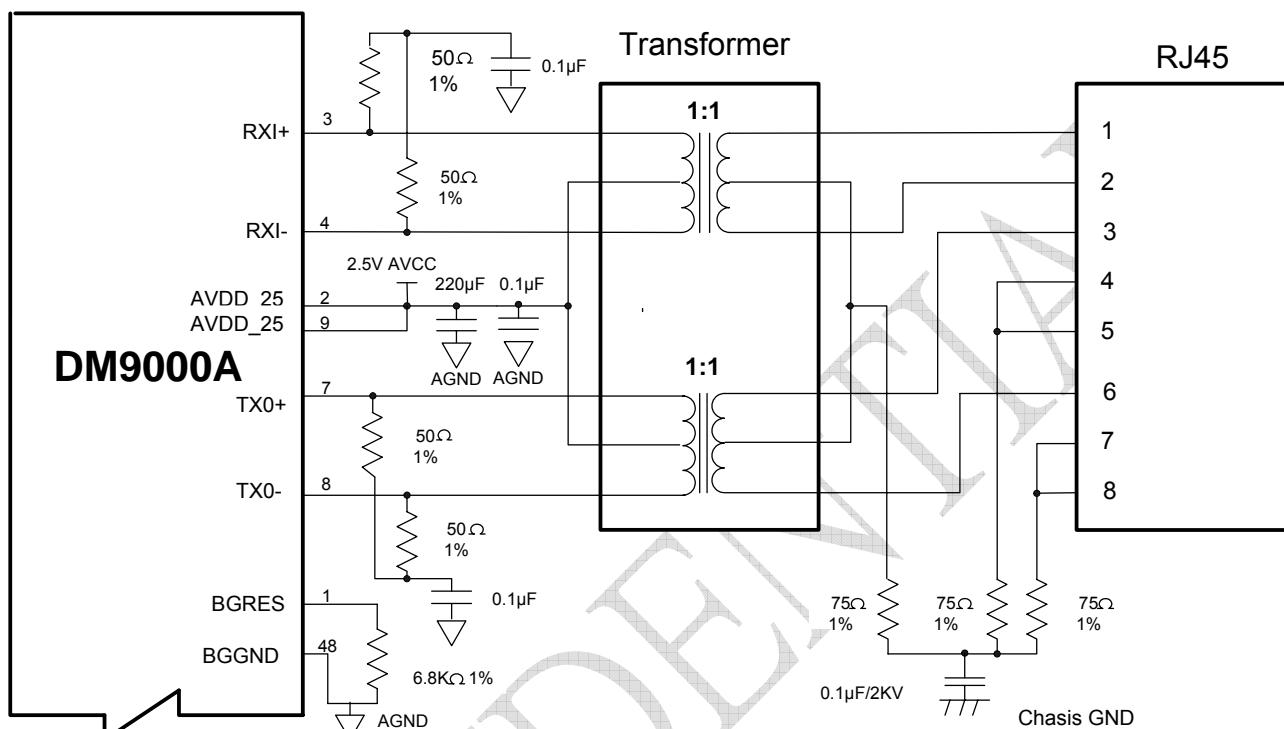 Transformer
RJ45
50Ω
1%
0.1µF
1:1
RXI+
3
1
50Ω
1%
2
RXI-
4
3
2.5V AVCC
220µF
0.1µF
4
AVDD_25
2
AVDD_25
9
5
DM9000A
AGND
AGND
1:1
TX0+
7
6
50Ω
1%
7
TX0-
8
8
50Ω
1%
BGRES
1
0.1µF
75Ω
1%
75Ω
1%
75Ω
1%
BGGND
48
6.8KΩ 1%
0.1µF/2KV
AGND
Chasis GND